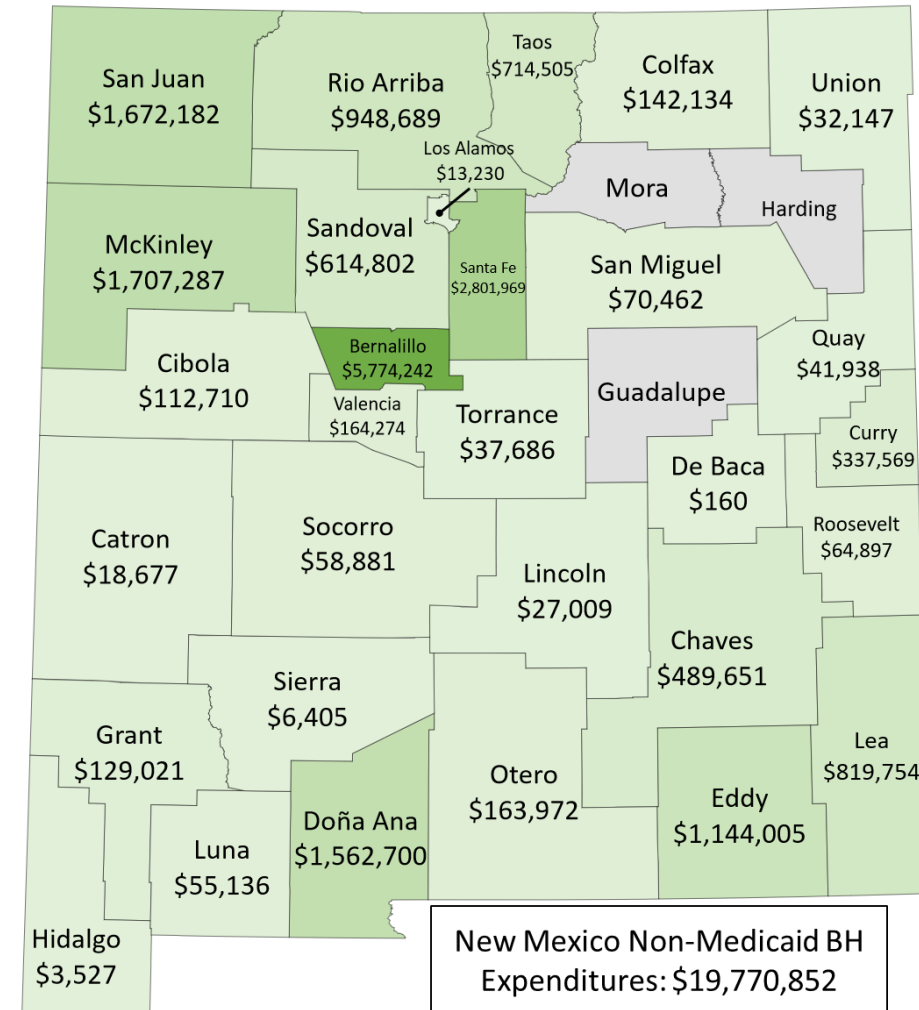 Taos
$714,505
San Juan
$1,672,182
Rio Arriba
$948,689
Colfax
$142,134
Union
$32,147
Los Alamos
$13,230
Mora
Harding
McKinley
$1,707,287
Sandoval
$614,802
Santa Fe
$2,801,969
San Miguel
$70,462
Bernalillo
$5,774,242
Quay
$41,938
Cibola
$112,710
Valencia
$164,274
Torrance
$37,686
Guadalupe
Curry
$337,569
De Baca
$160
Roosevelt
$64,897
Catron
$18,677
Socorro
$58,881
Lincoln
$27,009
Chaves
$489,651
Sierra
$6,405
Grant
$129,021
Otero
$163,972
Lea
$819,754
Eddy
$1,144,005
Doña Ana
$1,562,700
Luna
$55,136
Hidalgo
$3,527
New Mexico Non-Medicaid BH
Expenditures: $19,770,852